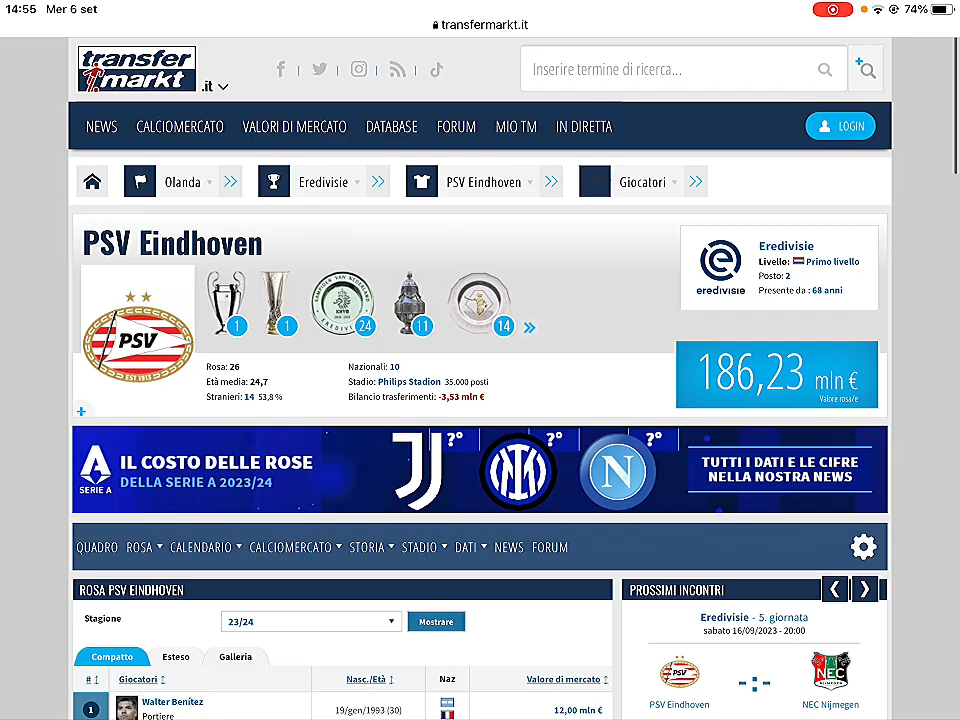 14:55 Mer 6 set
74%
transfermarkt.it
transfer
markt
.it
Inserire termine di ricerca...
NEWS CALCIOMERCATO VALORI DI MERCATO DATABASE FORUM MIO TM IN DIRETTA LOGIN
Olanda Eredivisie PSV Eindhoven Giocatori
PSV Eindhoven
PSV
1 1 24 11 14
Rosa: 26
Età media: 24,7
Stranieri: 14 53,8 %
Nazionali: 10
Stadio: Philips Stadion 35.000 posti
Bilancio trasferimenti: -3,53 mln €
eredivisie
Eredivisie
Livello: Primo livello
Posto: 2
Presente da : 68 anni
186,23 mln €
Valore rosa/e
SERIE A
IL COSTO DELLE ROSE
DELLA SERIE A 2023/24
?° ?° ?°
N
TUTTI I DATI E LE CIFRE
NELLA NOSTRA NEWS
QUADRO ROSA CALENDARIO CALCIOMERCATO STORIA STADIO DATI NEWS FORUM
ROSA PSV EINDHOVEN
Stagione 23/24 Mostrare
Compatto Esteso Galleria
# Giocatori Nasc./Età Naz Valore di mercato
1 Walter Benítez 19/gen/1993 (30) 12,00 mln €
Portiere
PROSSIMI INCONTRI
Eredivisie - 5. giornata
sabato 16/09/2023 - 20:00
PSV -:- NEC
PSV Eindhoven NEC Nijmegen